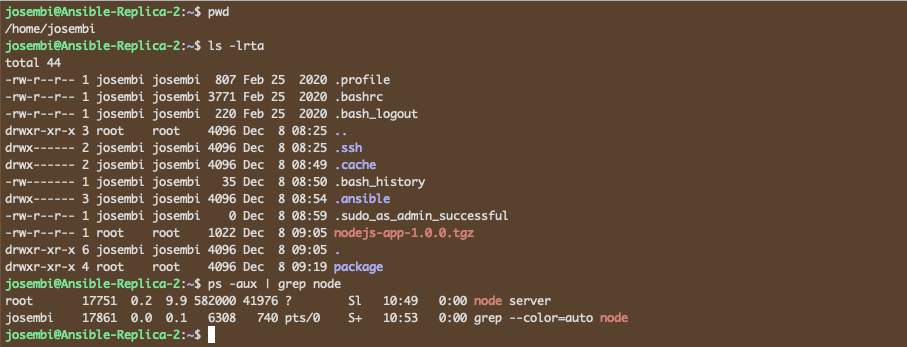 josembi@Ansible-Replica-2:~$ pwd
/home/josembi
josembi@Ansible-Replica-2:~$ ls -lrta
total 44
-rw-r--r-- 1 josembi josembi  807 Feb 25  2020 .profile
-rw-r--r-- 1 josembi josembi 3771 Feb 25  2020 .bashrc
-rw-r--r-- 1 josembi josembi  220 Feb 25  2020 .bash_logout
drwxr-xr-x 3 root    root    4096 Dec  8 08:25 ..
drwx------ 2 josembi josembi 4096 Dec  8 08:25 .ssh
drwx------ 2 josembi josembi 4096 Dec  8 08:49 .cache
-rw------- 1 josembi josembi   35 Dec  8 08:50 .bash_history
drwx------ 3 josembi josembi 4096 Dec  8 08:54 .ansible
-rw-r--r-- 1 josembi josembi    0 Dec  8 08:59 .sudo_as_admin_successful
-rw-r--r-- 1 root    root    1022 Dec  8 09:05 nodejs-app-1.0.0.tgz
drwxr-xr-x 6 josembi josembi 4096 Dec  8 09:05 .
drwxr-xr-x 4 root    root    4096 Dec  8 09:19 package
josembi@Ansible-Replica-2:~$ ps -aux | grep node
root     17751  0.2  9.9 582000 41976 ?        Sl   10:49   0:00 node server
josembi  17861  0.0  0.1   6308   740 pts/0    S+   10:53   0:00 grep --color=auto node
josembi@Ansible-Replica-2:~$